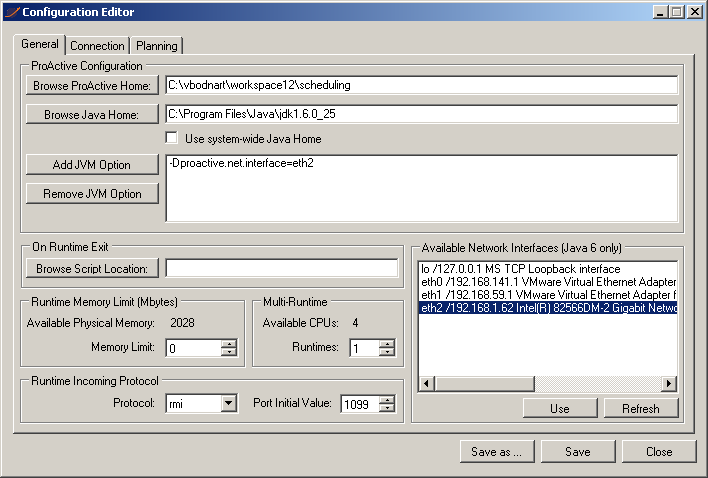 Configuration Editor
General Connection Planning
ProActive Configuration
Browse ProActive Home: C:\vbodnart\workspace12\scheduling
Browse Java Home: C:\Program Files\Java\jdk1.6.0_25
Use system-wide Java Home
Add JVM Option -Dproactive.net.interface=eth2
Remove JVM Option
On Runtime Exit
Browse Script Location:
Available Network Interfaces (Java 6 only)
lo /127.0.0.1 MS TCP Loopback interface
eth0 /192.168.141.1 VMware Virtual Ethernet Adapter
eth1 /192.168.59.1 VMware Virtual Ethernet Adapter f
eth2 /192.168.1.62 Intel(R) 82566DM-2 Gigabit Netwo
Runtime Memory Limit (Mbytes)
Available Physical Memory: 2028
Memory Limit: 0
Multi-Runtime
Available CPUs: 4
Runtimes: 1
Runtime Incoming Protocol
Protocol: rmi Port Initial Value: 1099
Use Refresh
Save as ... Save Close